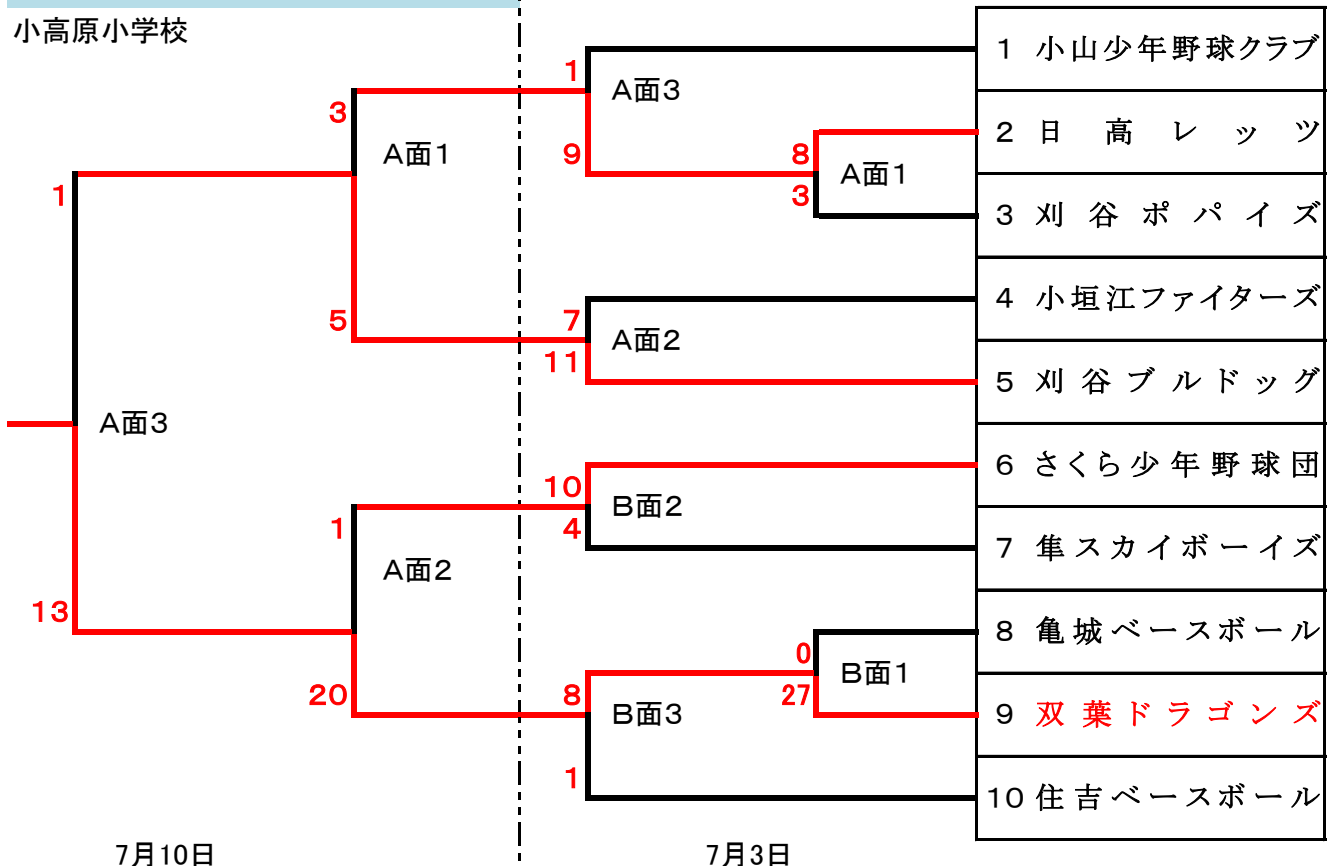 小高原小学校
1 小山少年野球クラブ
1
A面3
3
2 日高レッツ
8
A面1
9
A面1
3
1
3 刈谷ポパイズ
4 小垣江ファイターズ
5
7
A面2
11
5 刈谷ブルドッグ
A面3
6 さくら少年野球団
10
B面2
1
4
7 隼スカイボーイズ
A面2
13
8 亀城ベースボール
0
B面1
20
8
27
B面3
9 双葉ドラゴンズ
1
10 住吉ベースボール
7月10日
7月3日